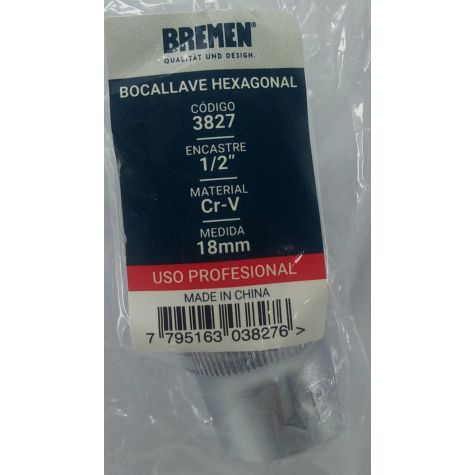 BREMEN®
QUALITÄT UND DESIGN.
BOCALLAVE HEXAGONAL
CÓDIGO
3827
ENCASTRE
1/2”
MATERIAL
Cr-V
MEDIDA
18mm
USO PROFESIONAL
MADE IN CHINA
7 795163 038276 >